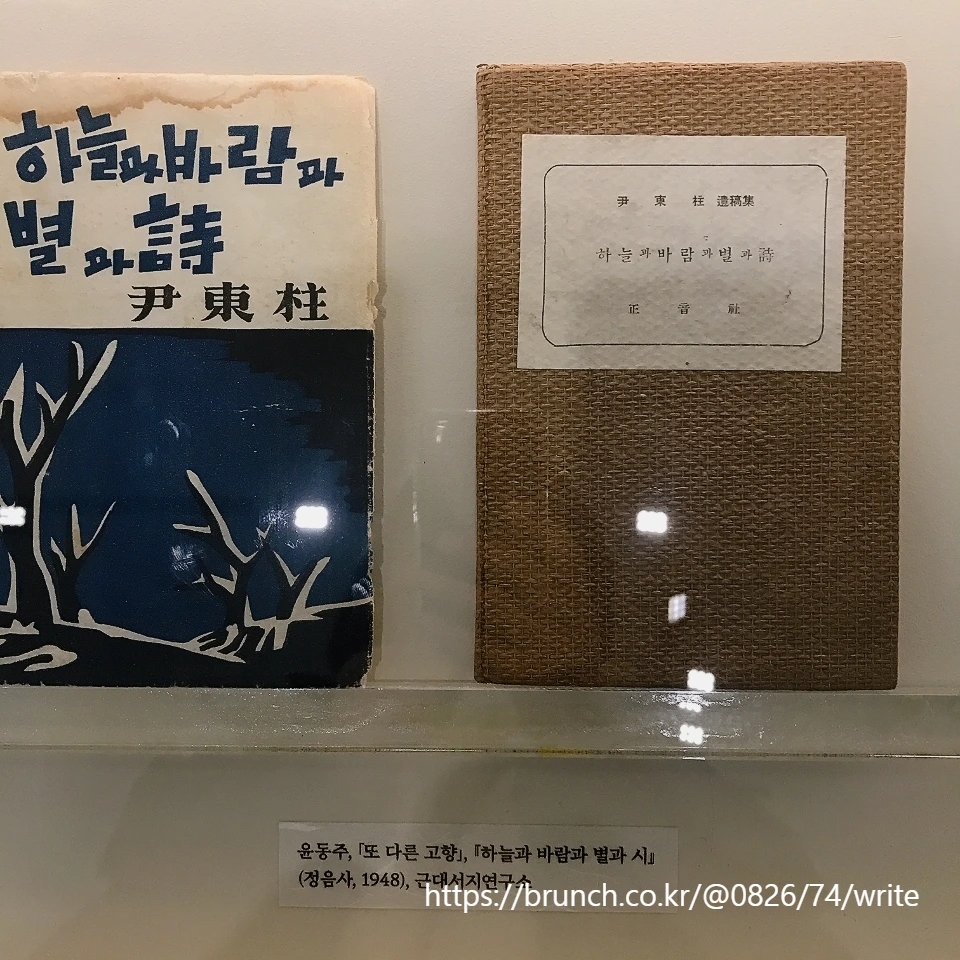 하늘과바람과
별과詩
尹東柱
尹東柱 遺稿集
하늘과바람과별과詩
正音社
윤동주, 「또 다른 고향」, 『하늘과 바람과 별과 시』
(정음사, 1948), 근대서지연구소
https://brunch.co.kr/@0826/74/write